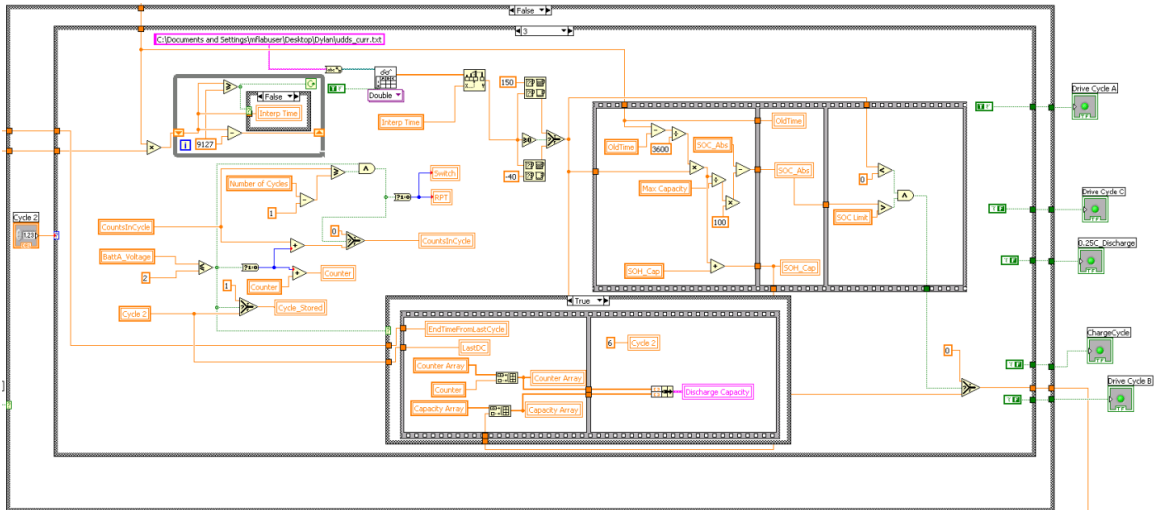 False
3
C:\Documents and Settings\mflabuser\Desktop\Dylan\udds_curr.txt
Double
False
Interp Time
i
9127
Interp Time
150
-40
Drive Cycle A
OldTime
OldTime
3600
SOC_Abs
SOC_Abs
Max Capacity
100
SOH_Cap
SOH_Cap
0
SOC Limit
Drive Cycle C
0.25C_Discharge
Number of Cycles
1
Switch
RPT
Cycle 2
123
CountsInCycle
0
CountsInCycle
BattA_Voltage
2
Counter
Counter
1
Cycle_Stored
Cycle 2
True
EndTimeFromLastCycle
LastDC
Counter Array
Counter
Counter Array
Capacity Array
Capacity Array
6
Cycle 2
Discharge Capacity
ChargeCycle
0
Drive Cycle B